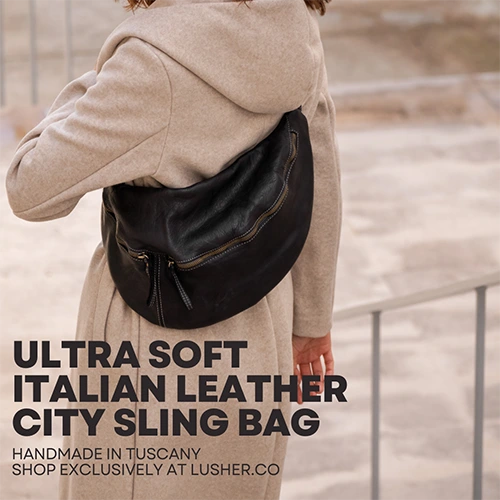 ULTRA SOFT
ITALIAN LEATHER
CITY SLING BAG
HANDMADE IN TUSCANY
SHOP EXCLUSIVELY AT LUSHER.CO